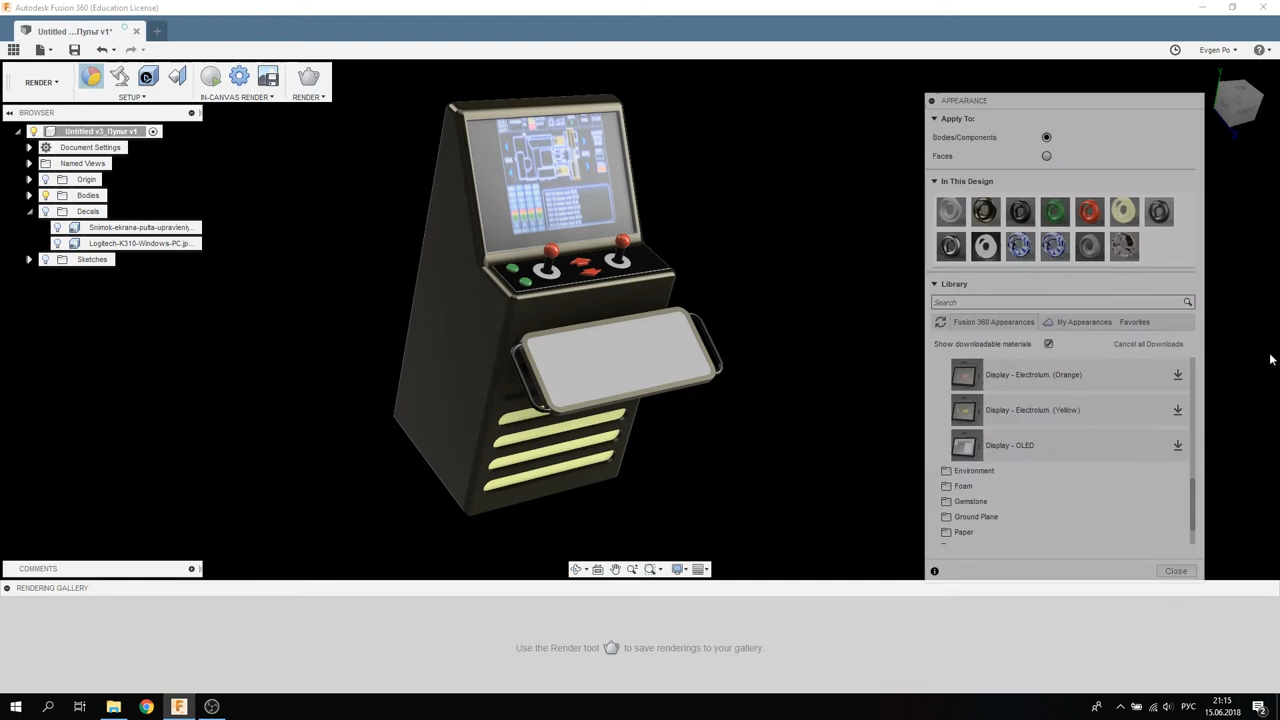 Autodesk Fusion 360 (Education License)
Untitled ...Пульт v1*
Evgen Po
RENDER
SETUP
IN-CANVAS RENDER
RENDER
BROWSER
Untitled v3_Пульт v1
Document Settings
Named Views
Origin
Bodies
Decals
Snimok-ekrana-pulta-upravleniy...
Logitech-K310-Windows-PC.jp...
Sketches
COMMENTS
APPEARANCE
Apply To:
Bodies/Components
Faces
In This Design
Library
Search
Fusion 360 Appearances
My Appearances
Favorites
Show downloadable materials
Cancel all Downloads
Display - Electrolum. (Orange)
Display - Electrolum. (Yellow)
Display - OLED
Environment
Foam
Gemstone
Ground Plane
Paper
Close
RENDERING GALLERY
Use the Render tool to save renderings to your gallery.
РУС
21:15
15.06.2018
2